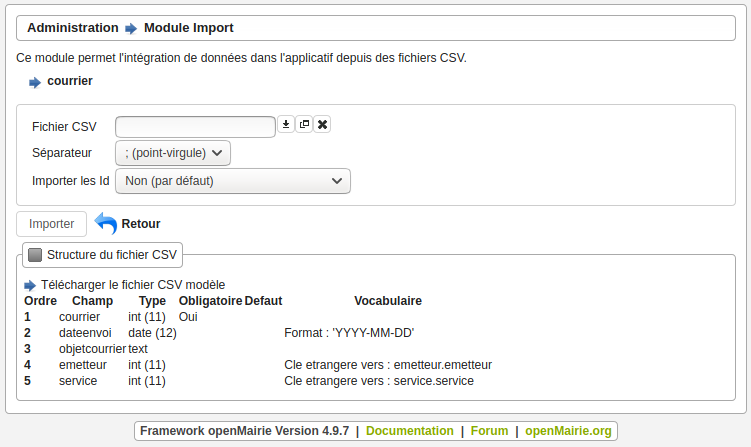 Administration Module Import
Ce module permet l'intégration de données dans l'applicatif depuis des fichiers CSV.
courrier
Fichier CSV
Séparateur ; (point-virgule)
Importer les Id Non (par défaut)
Importer Retour
Structure du fichier CSV
Télécharger le fichier CSV modèle
Ordre Champ Type Obligatoire Defaut Vocabulaire
1 courrier int (11) Oui
2 dateenvoi date (12) Format : 'YYYY-MM-DD'
3 objetcourrier text
4 emetteur int (11) Cle etrangere vers : emetteur.emetteur
5 service int (11) Cle etrangere vers : service.service
Framework openMairie Version 4.9.7 | Documentation | Forum | openMairie.org